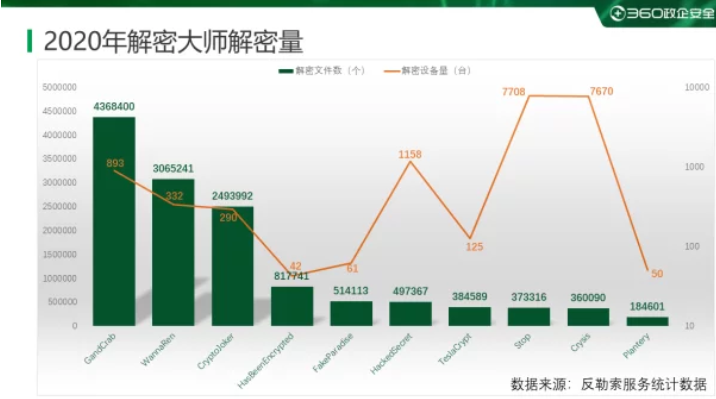 360政企安全
2020年解密大师解密量
解密文件数（个） 解密设备量（台）
5000000
4500000
4000000
3500000
3000000
2500000
2000000
1500000
1000000
500000
0
10000
1000
100
10
4368400
3065241
2493992
817741
514113
497367
384589
373316
360090
184601
893
332
290
42
61
1158
125
7708
7670
50
GandCrab
WannaRen
CryptoJoker
HasBeenEncrypted
FakeParadise
HackedSecret
TeslaCrypt
Stop
Crysis
Plantery
数据来源：反勒索服务统计数据